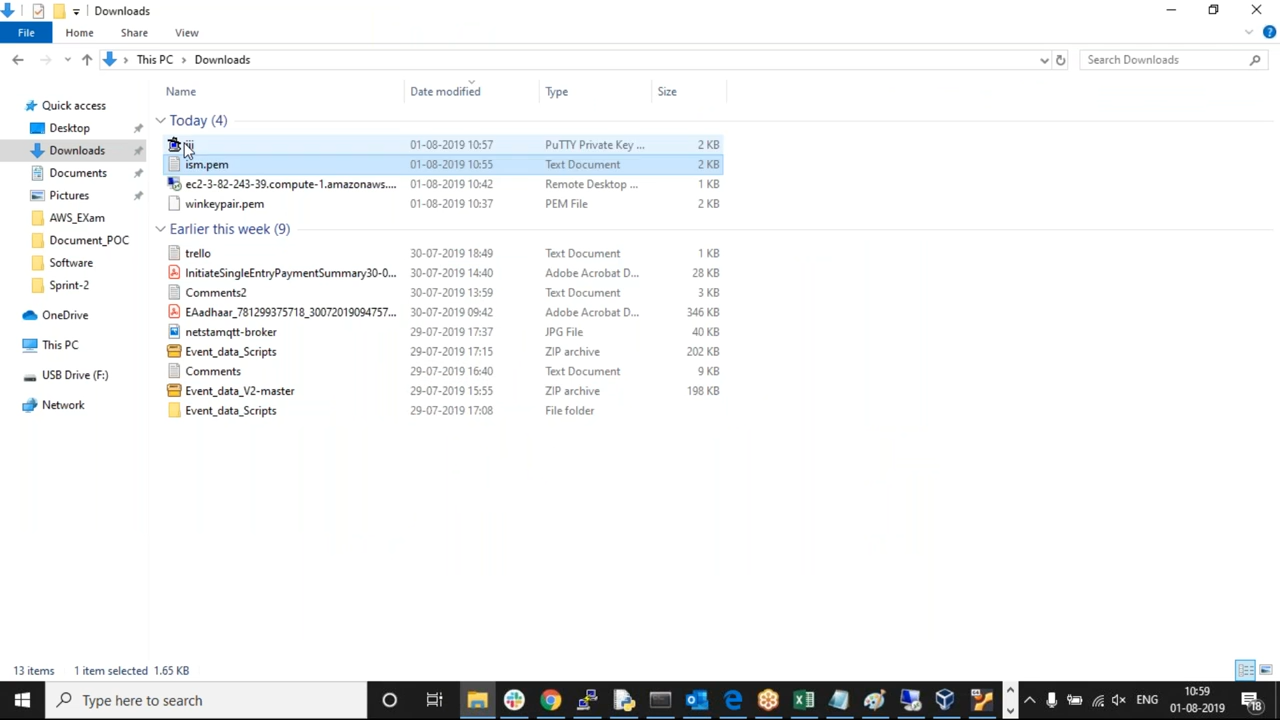 Downloads
File Home Share View
This PC Downloads Search Downloads
Name Date modified Type Size
Quick access
Desktop
Downloads
Documents
Pictures
AWS_EXam
Document_POC
Software
Sprint-2
OneDrive
This PC
USB Drive (F:)
Network
Today (4)
01-08-2019 10:57 PuTTY Private Key ... 2 KB
ism.pem 01-08-2019 10:55 Text Document 2 KB
ec2-3-82-243-39.compute-1.amazonaws.... 01-08-2019 10:42 Remote Desktop ... 1 KB
winkeypair.pem 01-08-2019 10:37 PEM File 2 KB
Earlier this week (9)
trello 30-07-2019 18:49 Text Document 1 KB
InitiateSingleEntryPaymentSummary30-0... 30-07-2019 14:40 Adobe Acrobat D... 28 KB
Comments2 30-07-2019 13:59 Text Document 3 KB
EAadhaar_781299375718_30072019094757... 30-07-2019 09:42 Adobe Acrobat D... 346 KB
netstamqtt-broker 29-07-2019 17:37 JPG File 40 KB
Event_data_Scripts 29-07-2019 17:15 ZIP archive 202 KB
Comments 29-07-2019 16:40 Text Document 9 KB
Event_data_V2-master 29-07-2019 15:55 ZIP archive 198 KB
Event_data_Scripts 29-07-2019 17:08 File folder
13 items 1 item selected 1.65 KB
Type here to search
ENG
10:59
01-08-2019
18